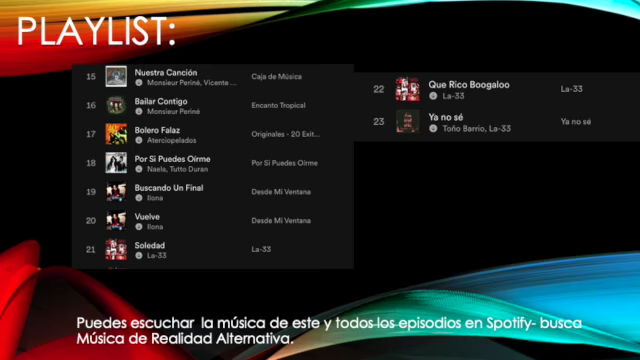 PLAYLIST:
15 Nuestra Canción Caja de Música
Monsieur Periné, Vicente ...
16 Bailar Contigo Encanto Tropical
Monsieur Periné
17 Bolero Falaz Originales - 20 Exit...
Aterciopelados
18 Por Si Puedes Oírme Por Si Puedes Oírme
Naela, Tutto Duran
19 Buscando Un Final Desde Mi Ventana
Ilona
20 Vuelve Desde Mi Ventana
Ilona
21 Soledad La-33
La-33
22 Que Rico Boogaloo La-33
La-33
23 Ya no sé Ya no sé
Toño Barrio, La-33
Puedes escuchar la música de este y todos los episodios en Spotify- busca
Música de Realidad Alternativa.